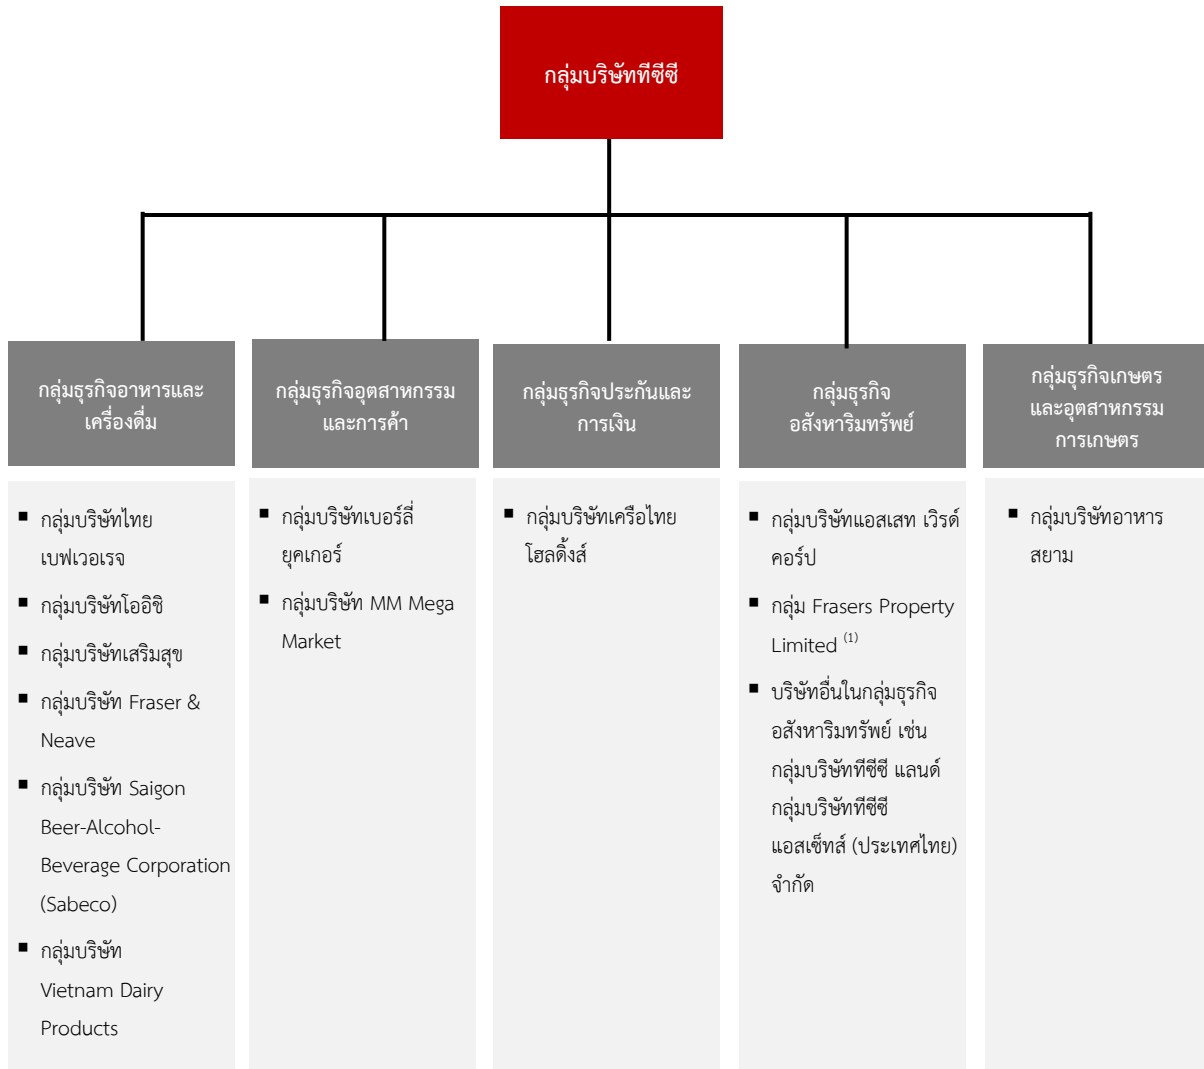 กลุ่มบริษัททีซีซี
กลุ่มธุรกิจอาหารและ
เครื่องดื่ม
กลุ่มบริษัทไทย
เบฟเวอเรจ
กลุ่มบริษัทโออิชิ
กลุ่มบริษัทเสริมสุข
กลุ่มบริษัท Fraser &
Neave
กลุ่มบริษัท Saigon
Beer-Alcohol-
Beverage Corporation
(Sabeco)
กลุ่มบริษัท
Vietnam Dairy
Products
กลุ่มธุรกิจอุตสาหกรรม
และการค้า
กลุ่มบริษัทเบอร์ลี่
ยุคเกอร์
กลุ่มบริษัท MM Mega
Market
กลุ่มธุรกิจประกันและ
การเงิน
กลุ่มบริษัทเครือไทย
โฮลดิ้งส์
กลุ่มธุรกิจ
อสังหาริมทรัพย์
กลุ่มบริษัทแอสเสท เวิรด์
คอร์ป
กลุ่ม Frasers Property
Limited (1)
บริษัทอื่นในกลุ่มธุรกิจ
อสังหาริมทรัพย์ เช่น
กลุ่มบริษัททีซีซี แลนด์
กลุ่มบริษัททีซีซี
แอสเซ็ทส์ (ประเทศไทย)
จำกัด
กลุ่มธุรกิจเกษตร
และอุตสาหกรรม
การเกษตร
กลุ่มบริษัทอาหาร
สยาม